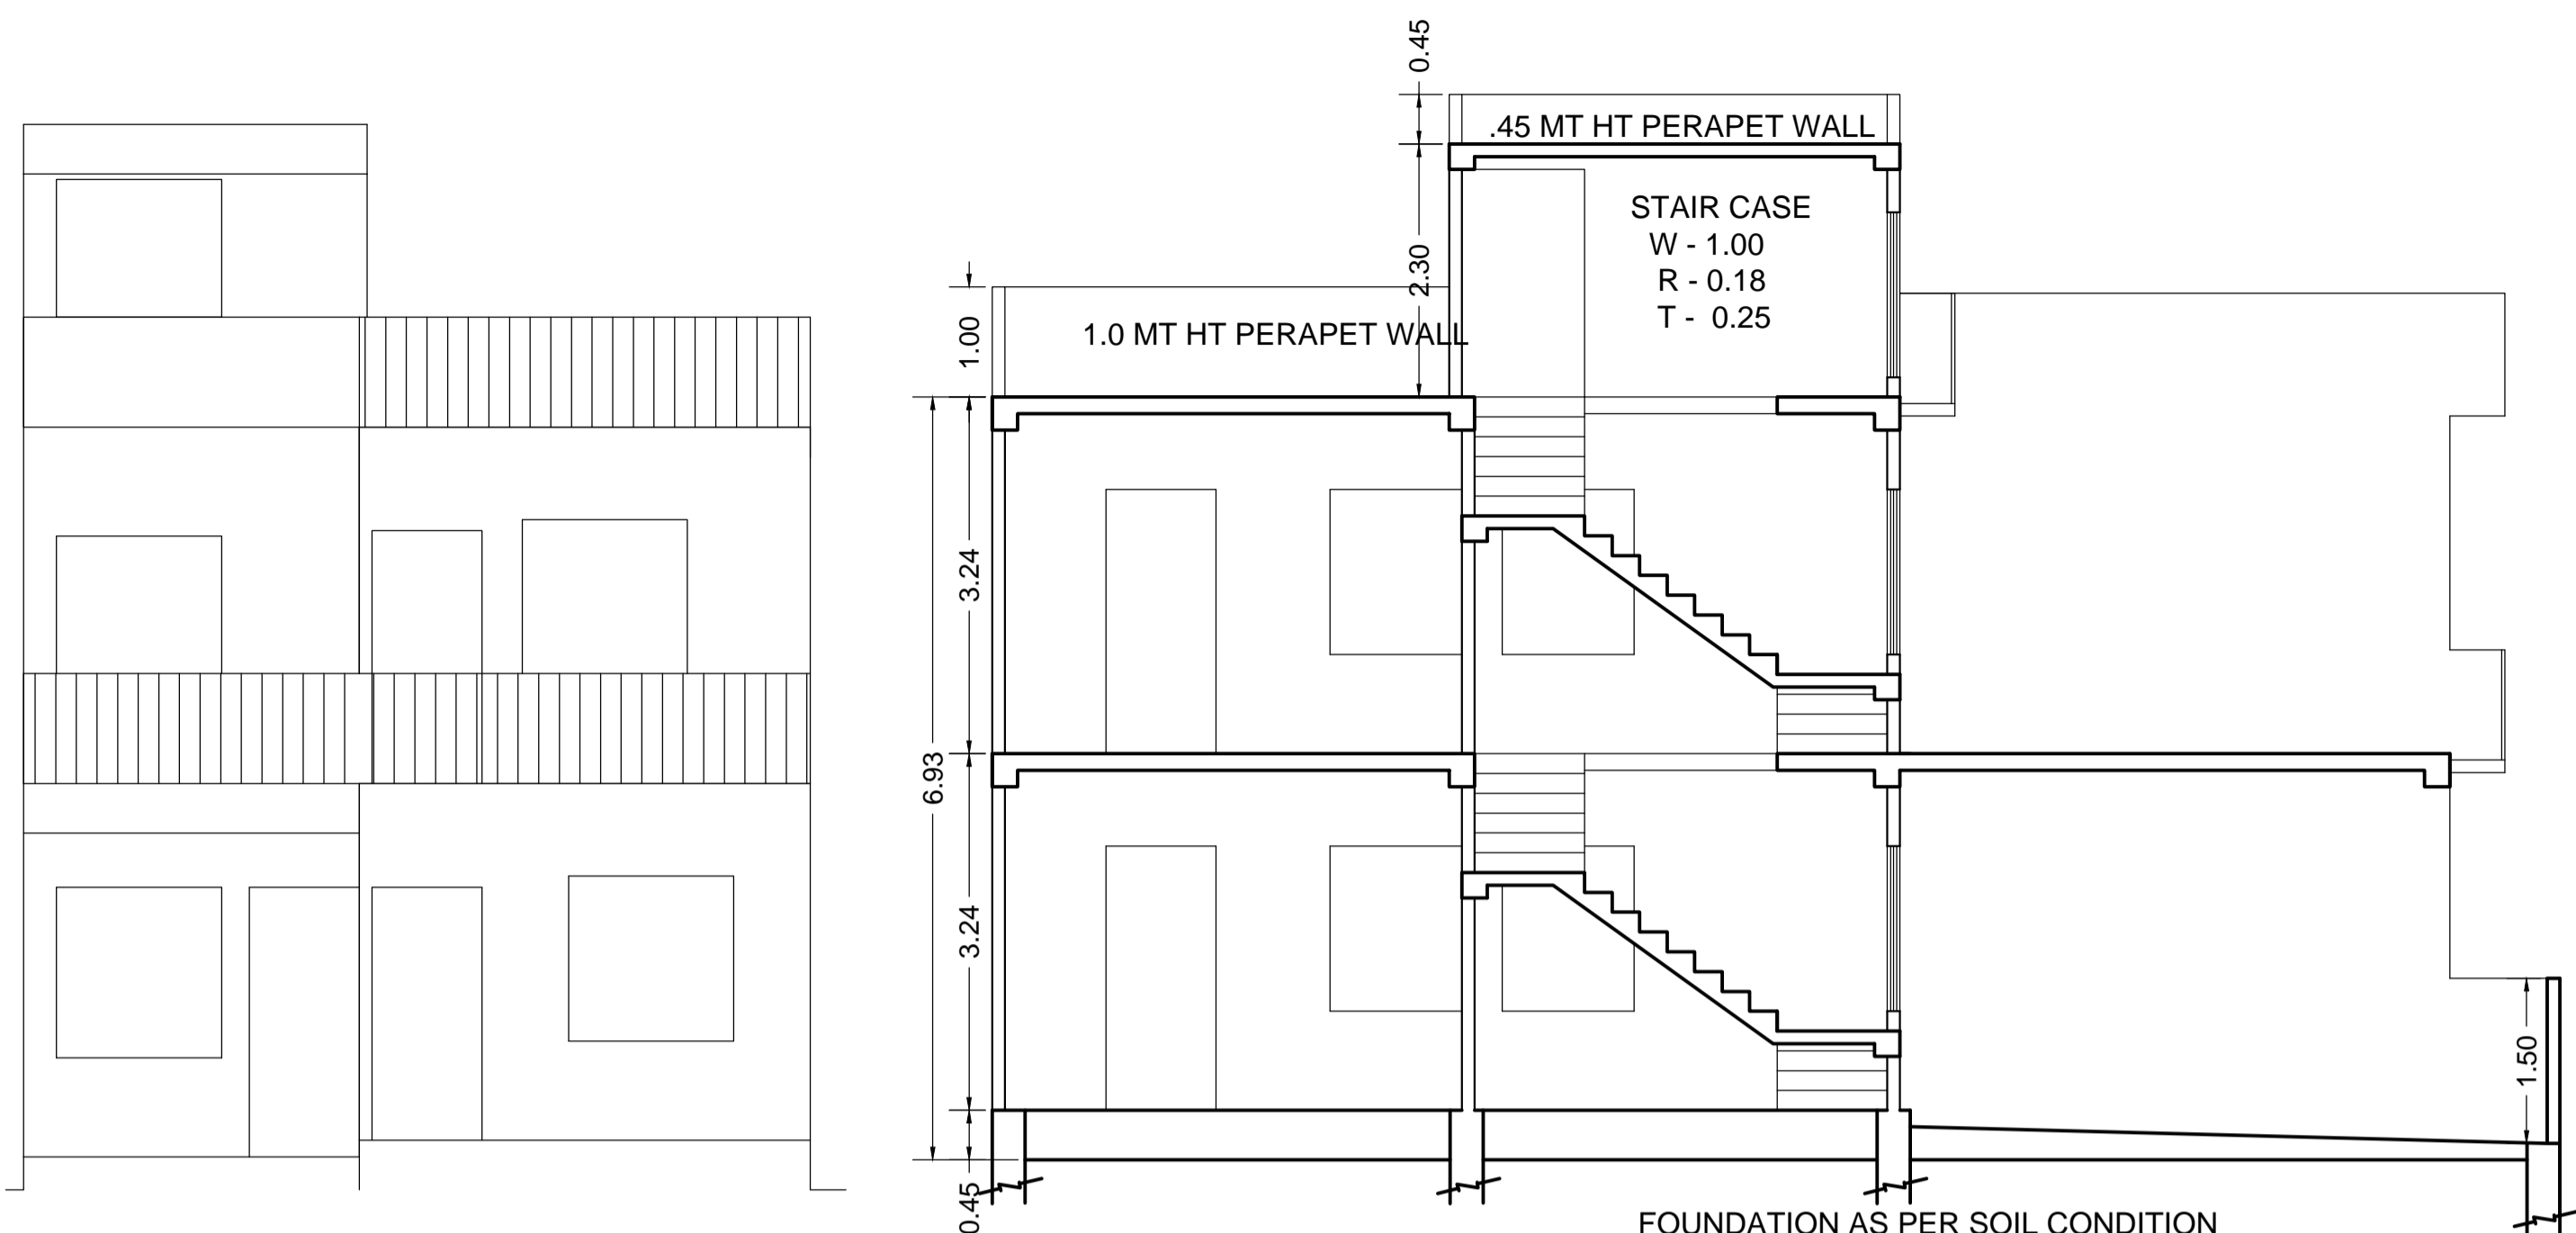 0.45
.45 MT HT PERAPET WALL
STAIR CASE
W - 1.00
R - 0.18
T - 0.25
2.30
1.00
1.0 MT HT PERAPET WALL
3.24
6.93
3.24
1.50
0.45
FOUNDATION AS PER SOIL CONDITION